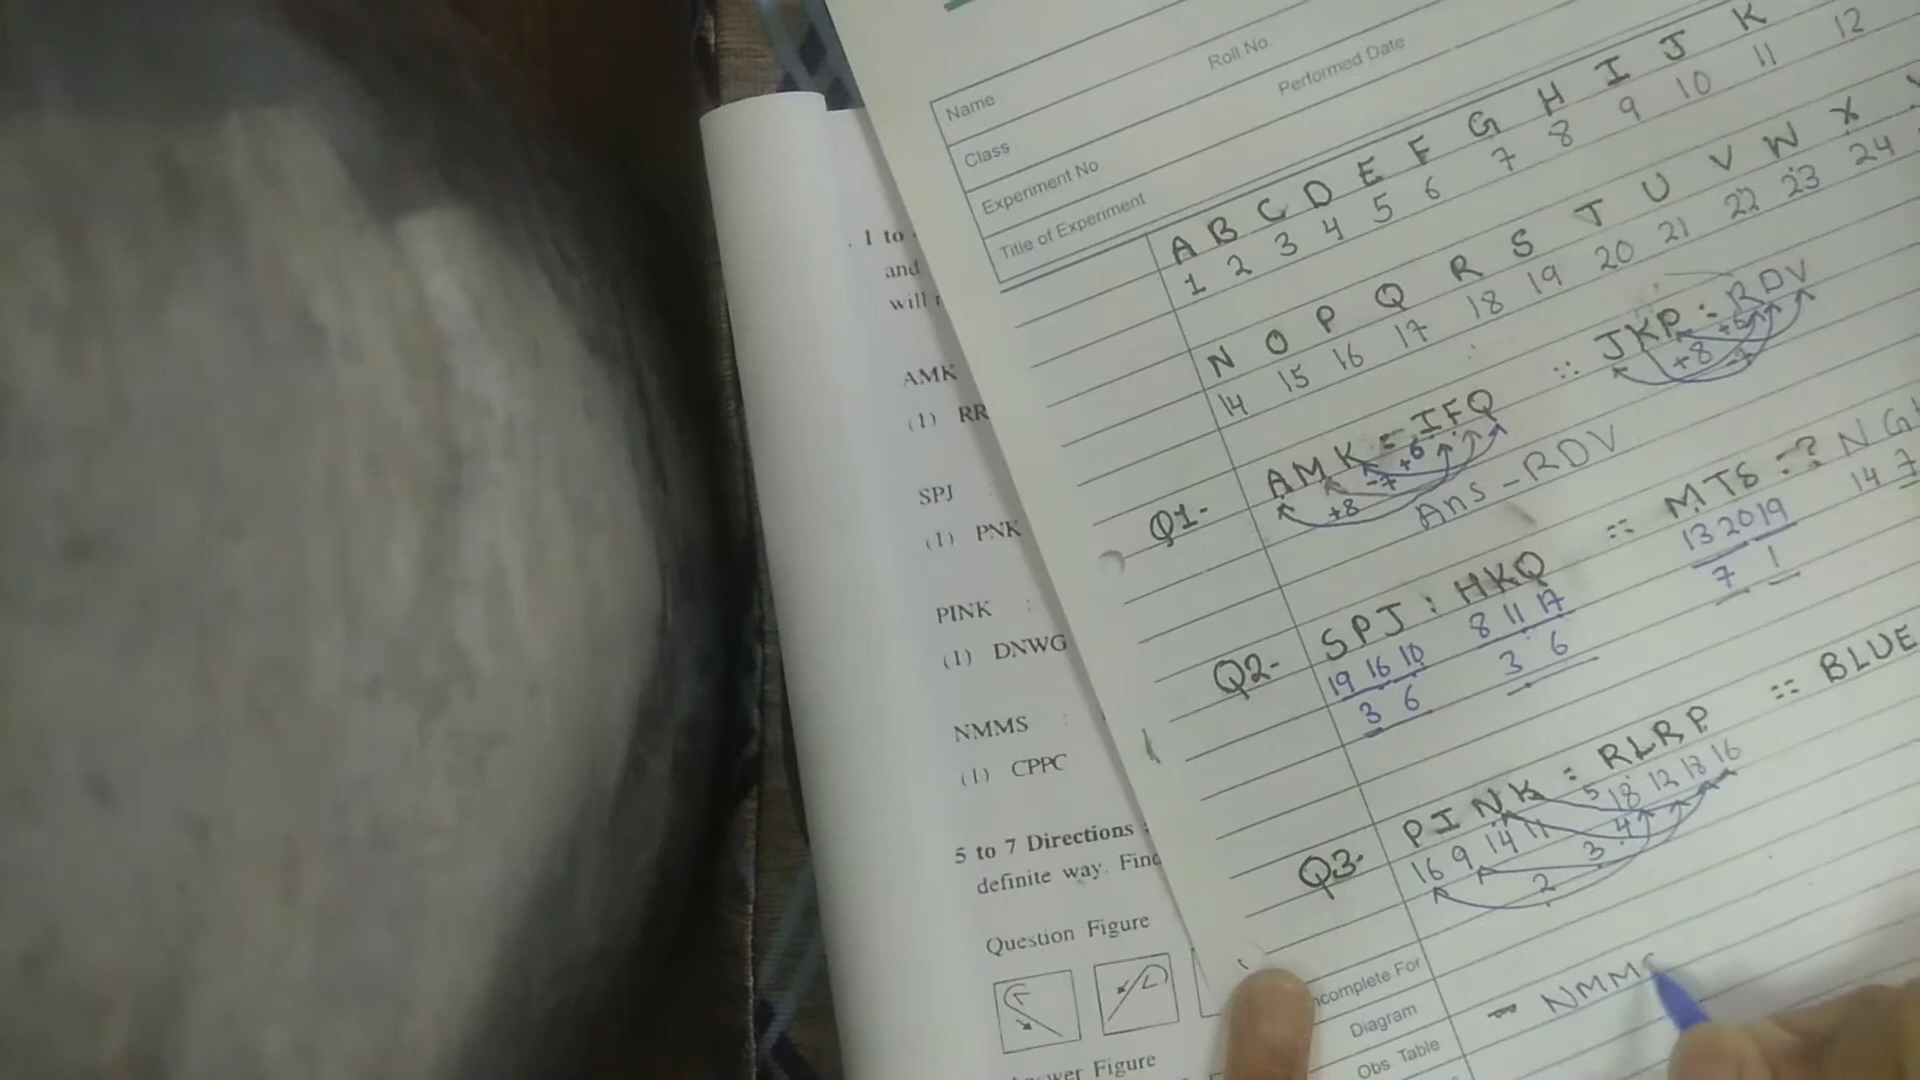 . 1 to
and
will
AMK
(1) RR
SPJ
(1) PNK
PINK :
(1) DNWG
NMMS :
(1) CPPC
5 to 7 Directions :
definite way. Find
Question Figure
Figure
Name
Roll No.
Class
Performed Date
Experiment No.
Title of Experiment
A B C D E F G H I J K
1 2 3 4 5 6 7 8 9 10 11 12
N O P Q R S T U V W X
14 15 16 17 18 19 20 21 22 23 24
Q1- AMK = IFQ :: JKP : RDV
+8 -7 +6 +8 -7 +6
Ans - RDV
Q2- SPJ : HKQ :: MTS : ? NG
19 16 10 8 11 17 13 20 19 14 7
3 6 3 6 7 1
Q3- PINK : RLRP :: BLUE
16 9 14 11 18 12 18 16
2 3 4 5
Incomplete For
Diagram
Obs Table
- NMMS